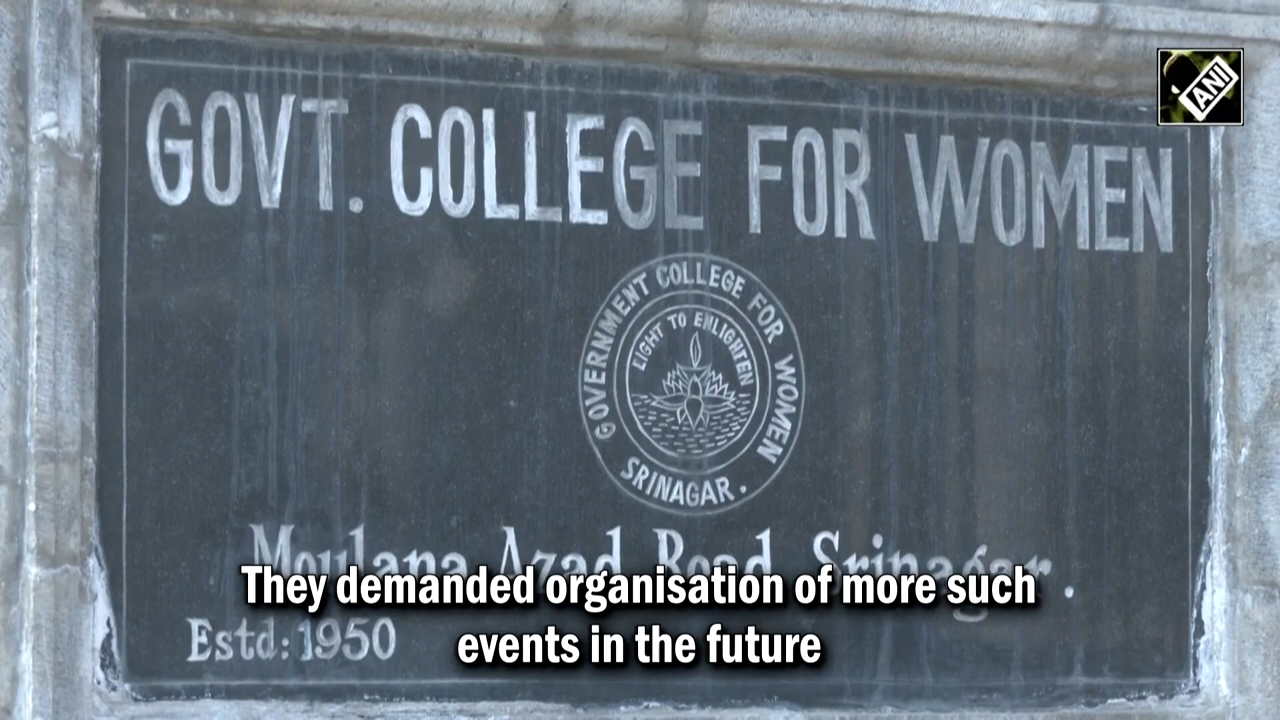 ANI
GOVT. COLLEGE FOR WOMEN
GOVERNMENT COLLEGE FOR WOMEN
LIGHT TO ENLIGHTEN
SRINAGAR.
Moulana Azad Road, Srinagar.
They demanded organisation of more such
events in the future
Estd: 1950